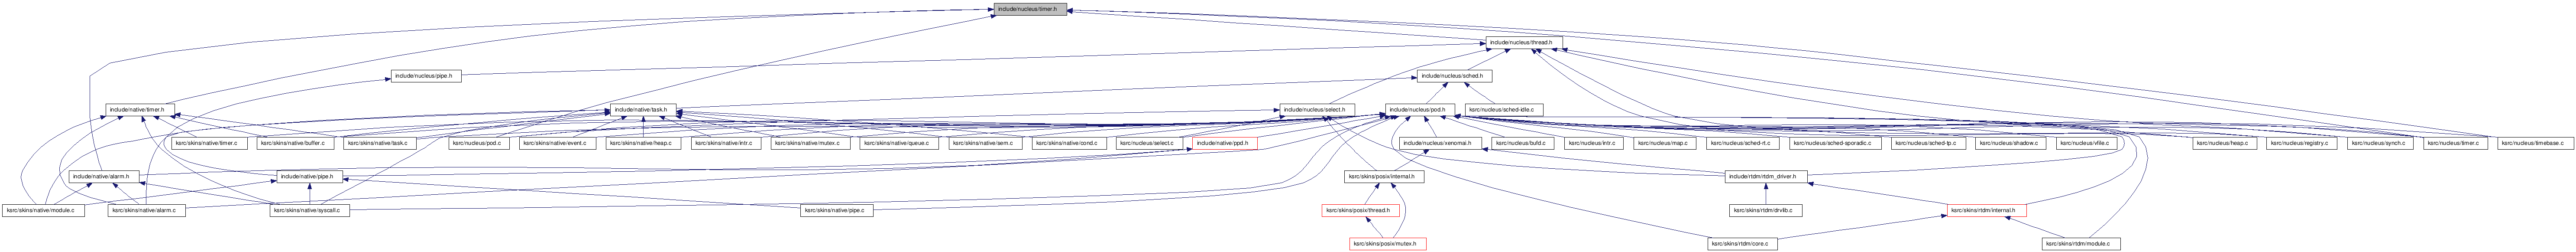 include/nucleus/timer.h
include/nucleus/thread.h
include/nucleus/pipe.h
include/nucleus/sched.h
include/native/timer.h
include/native/task.h
include/nucleus/select.h
include/nucleus/pod.h
ksrc/nucleus/sched-idle.c
ksrc/skins/native/timer.c
ksrc/skins/native/buffer.c
ksrc/skins/native/task.c
ksrc/nucleus/pod.c
ksrc/skins/native/event.c
ksrc/skins/native/heap.c
ksrc/skins/native/intr.c
ksrc/skins/native/mutex.c
ksrc/skins/native/queue.c
ksrc/skins/native/sem.c
ksrc/skins/native/cond.c
ksrc/nucleus/select.c
include/native/ppd.h
include/nucleus/xenomai.h
ksrc/nucleus/bufd.c
ksrc/nucleus/intr.c
ksrc/nucleus/map.c
ksrc/nucleus/sched-rt.c
ksrc/nucleus/sched-sporadic.c
ksrc/nucleus/sched-tp.c
ksrc/nucleus/shadow.c
ksrc/nucleus/vfile.c
ksrc/nucleus/heap.c
ksrc/nucleus/registry.c
ksrc/nucleus/synch.c
ksrc/nucleus/timer.c
ksrc/nucleus/timebase.c
include/native/alarm.h
include/native/pipe.h
ksrc/skins/posix/internal.h
include/rtdm/rtdm_driver.h
ksrc/skins/native/module.c
ksrc/skins/native/alarm.c
ksrc/skins/native/syscall.c
ksrc/skins/native/pipe.c
ksrc/skins/posix/thread.h
ksrc/skins/rtdm/drvlib.c
ksrc/skins/rtdm/internal.h
ksrc/skins/posix/mutex.h
ksrc/skins/rtdm/core.c
ksrc/skins/rtdm/module.c